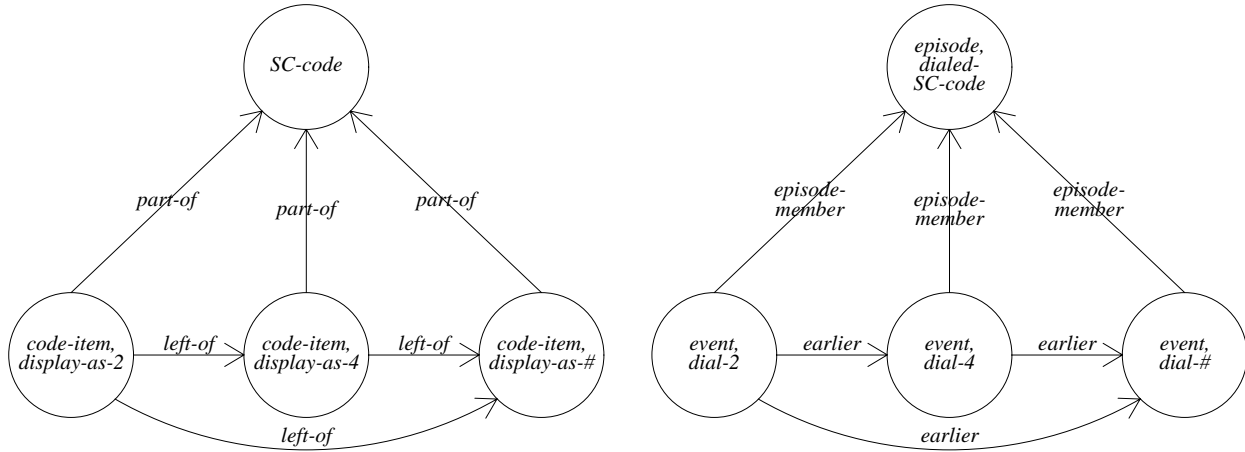 SC-code
episode,
dialed-
SC-code
part-of
part-of
part-of
episode-
member
episode-
member
episode-
member
code-item,
display-as-2
left-of
code-item,
display-as-4
left-of
code-item,
display-as-#
event,
dial-2
earlier
event,
dial-4
earlier
event,
dial-#
left-of
earlier